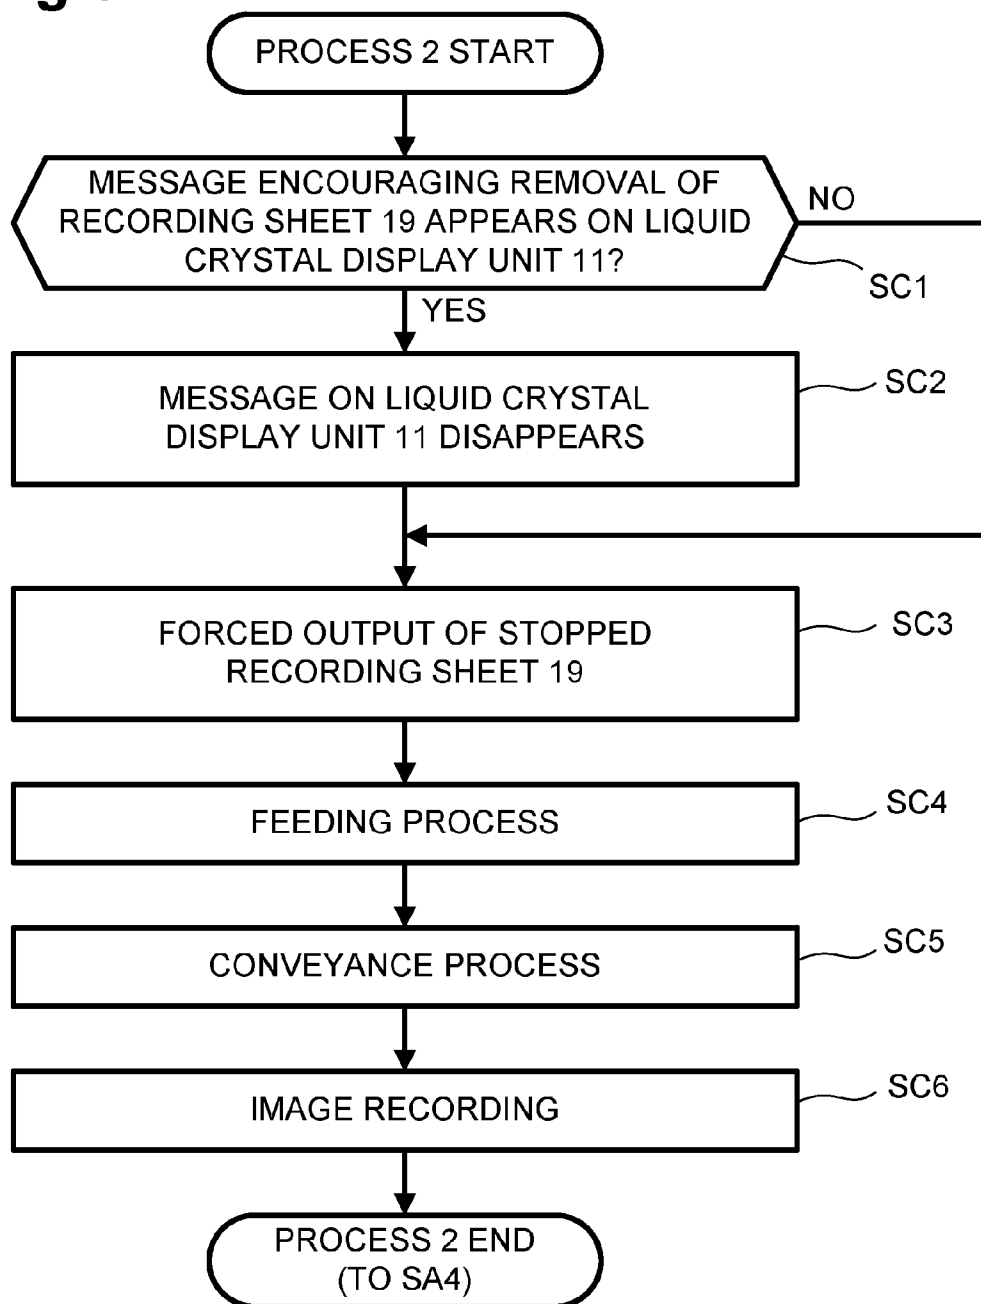 PROCESS 2 START
MESSAGE ENCOURAGING REMOVAL OF
RECORDING SHEET 19 APPEARS ON LIQUID
CRYSTAL DISPLAY UNIT 11?
NO
SC1
YES
MESSAGE ON LIQUID CRYSTAL
DISPLAY UNIT 11 DISAPPEARS
SC2
FORCED OUTPUT OF STOPPED
RECORDING SHEET 19
SC3
FEEDING PROCESS
SC4
CONVEYANCE PROCESS
SC5
IMAGE RECORDING
SC6
PROCESS 2 END
(TO SA4)